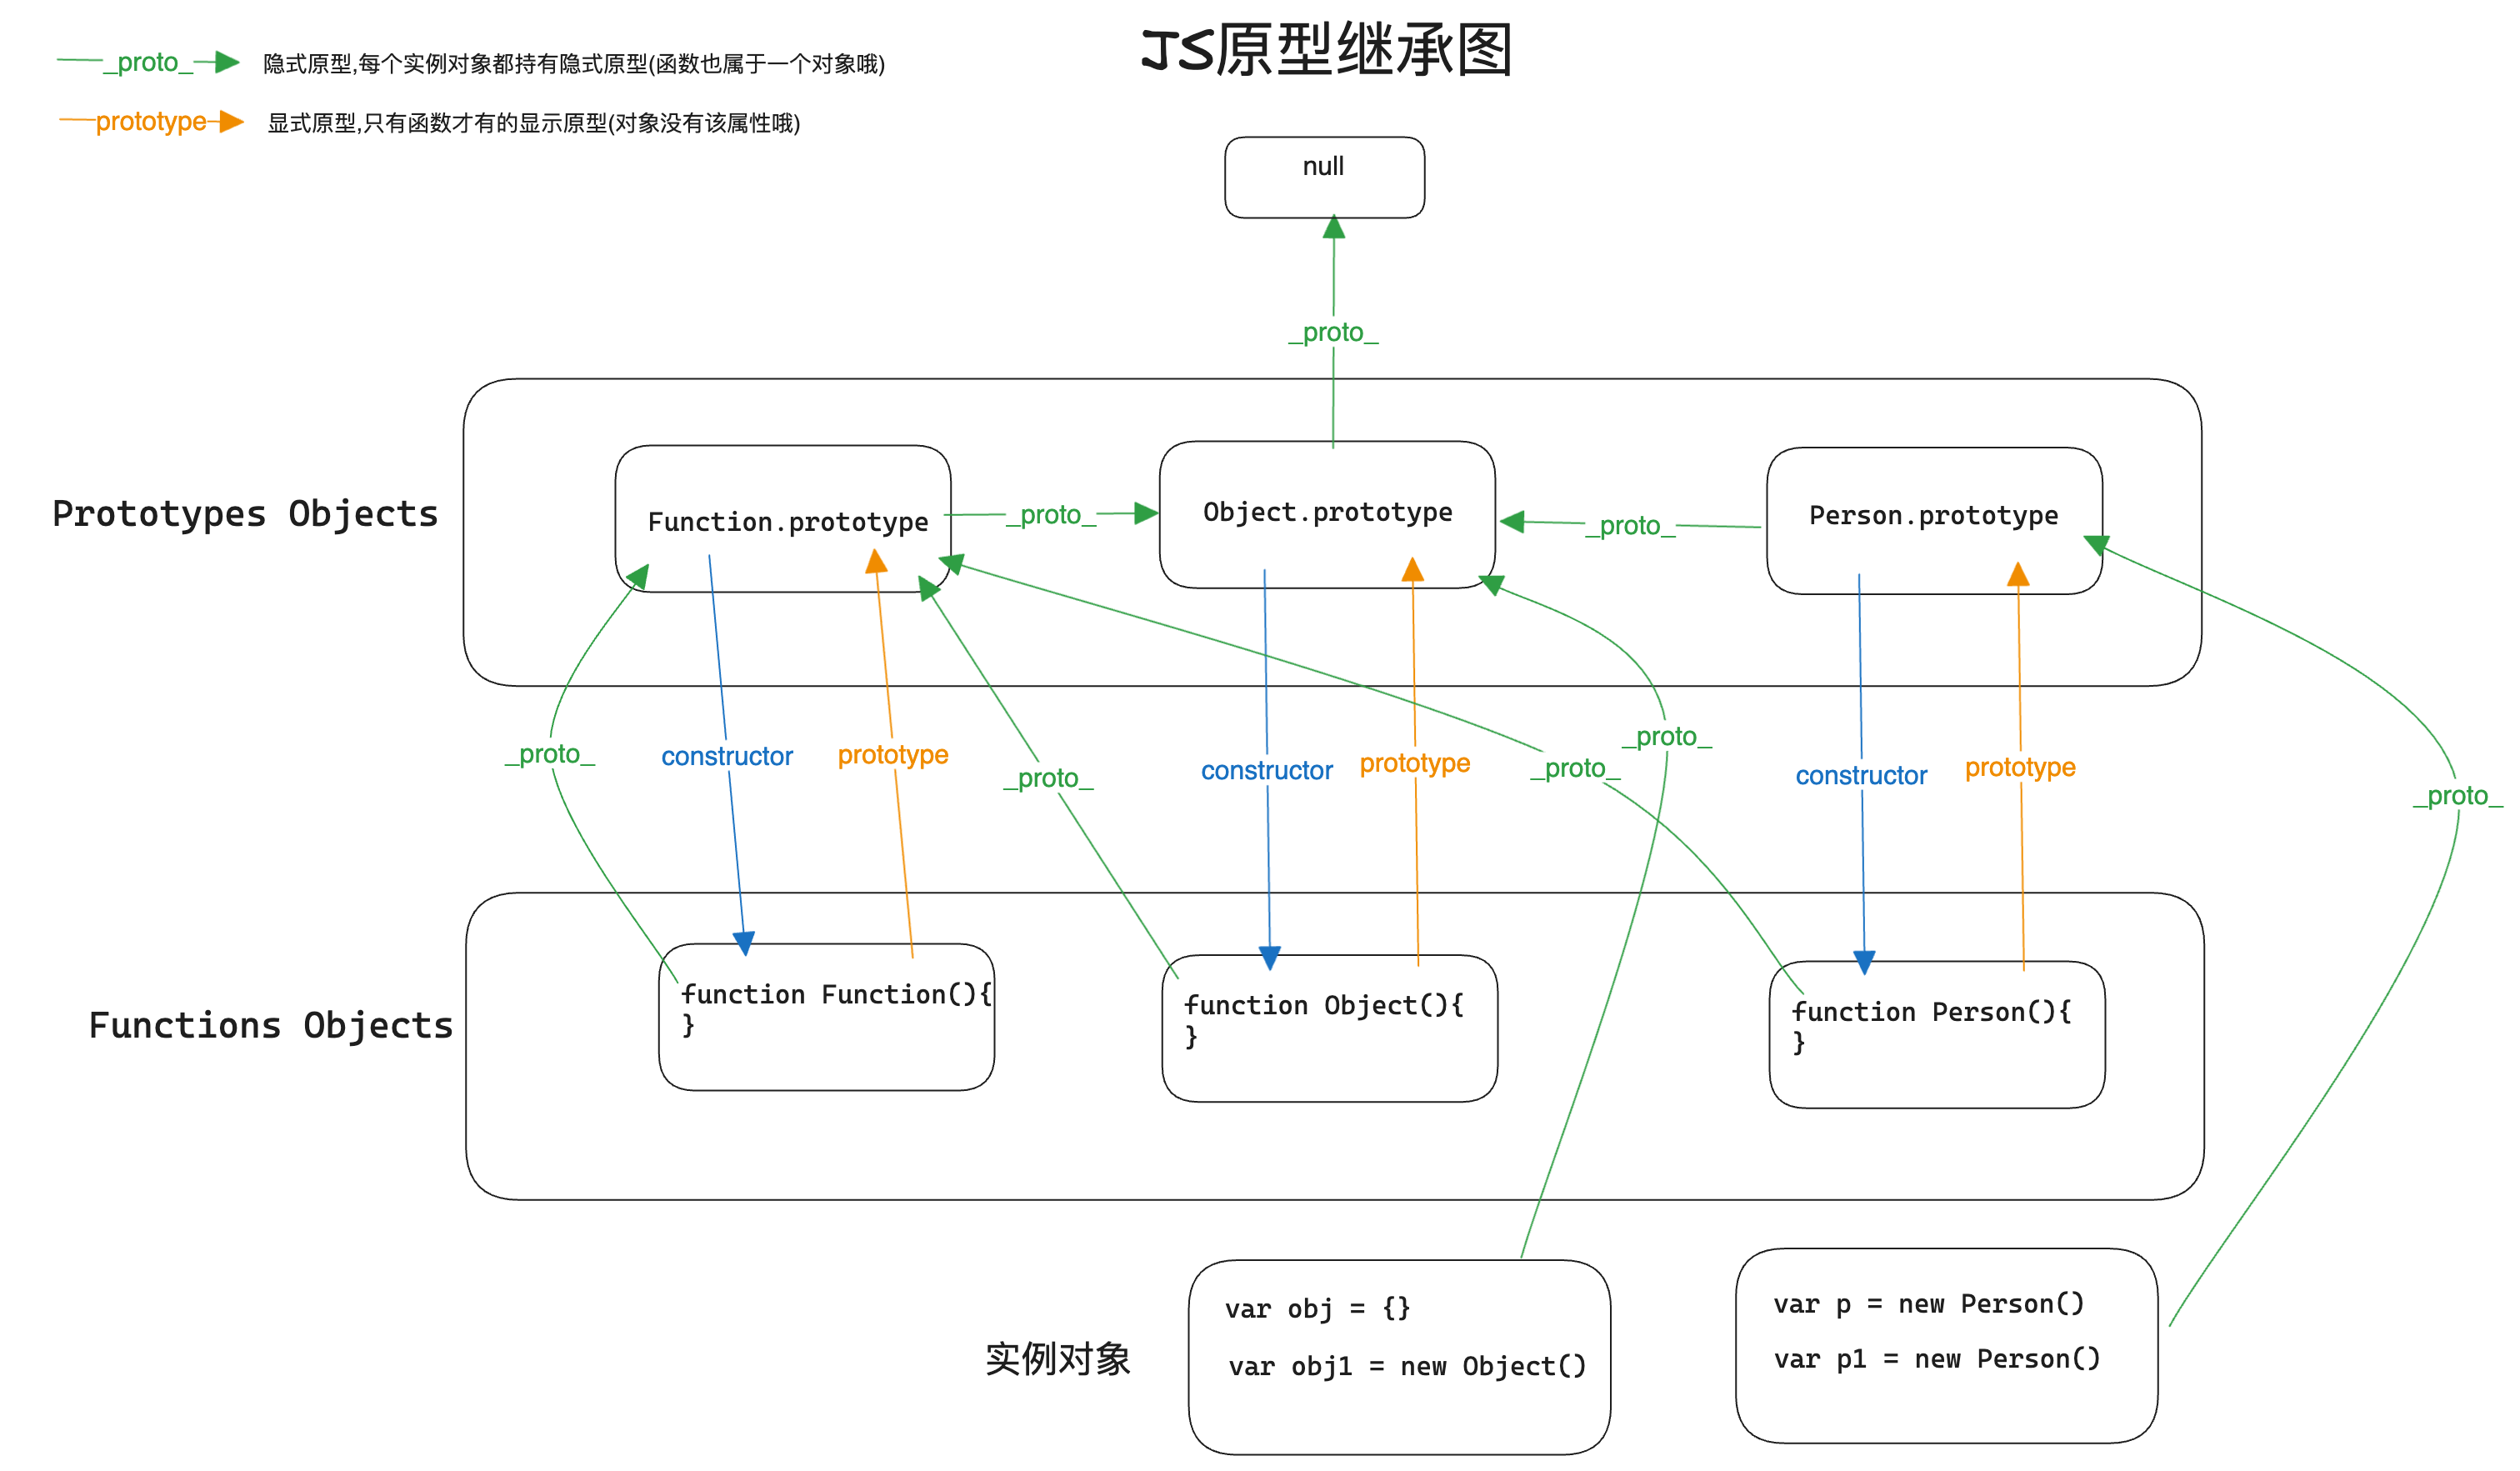 JS原型继承图
_proto_ 隐式原型,每个实例对象都持有隐式原型(函数也属于一个对象哦)
prototype 显式原型,只有函数才有的显示原型(对象没有该属性哦)
null
_proto_
Prototypes Objects
Function.prototype
_proto_
Object.prototype
_proto_
Person.prototype
_proto_
constructor
prototype
_proto_
constructor
prototype
_proto_
_proto_
constructor
prototype
_proto_
Functions Objects
function Function(){
}
function Object(){
}
function Person(){
}
实例对象
var obj = {}
var obj1 = new Object()
var p = new Person()
var p1 = new Person()